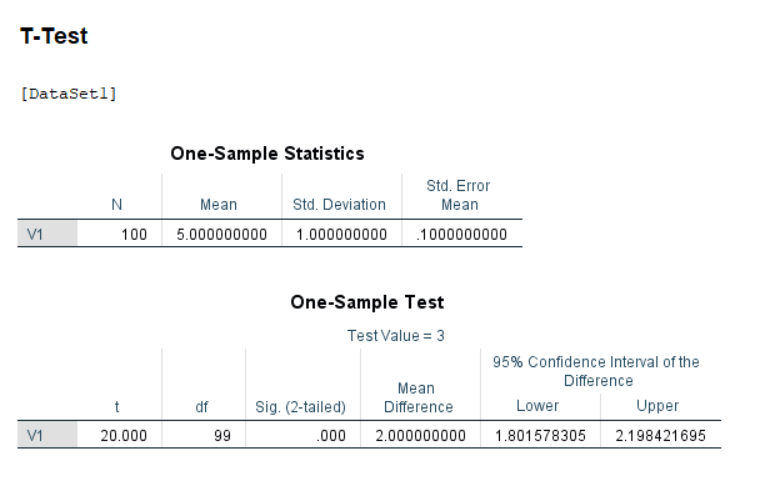 T-Test
[DataSet1]
One-Sample Statistics
N Mean Std. Deviation Std. Error Mean
V1 100 5.000000000 1.000000000 .1000000000
One-Sample Test
Test Value = 3
t df Sig. (2-tailed) Mean Difference 95% Confidence Interval of the Difference
Lower Upper
V1 20.000 99 .000 2.000000000 1.801578305 2.198421695